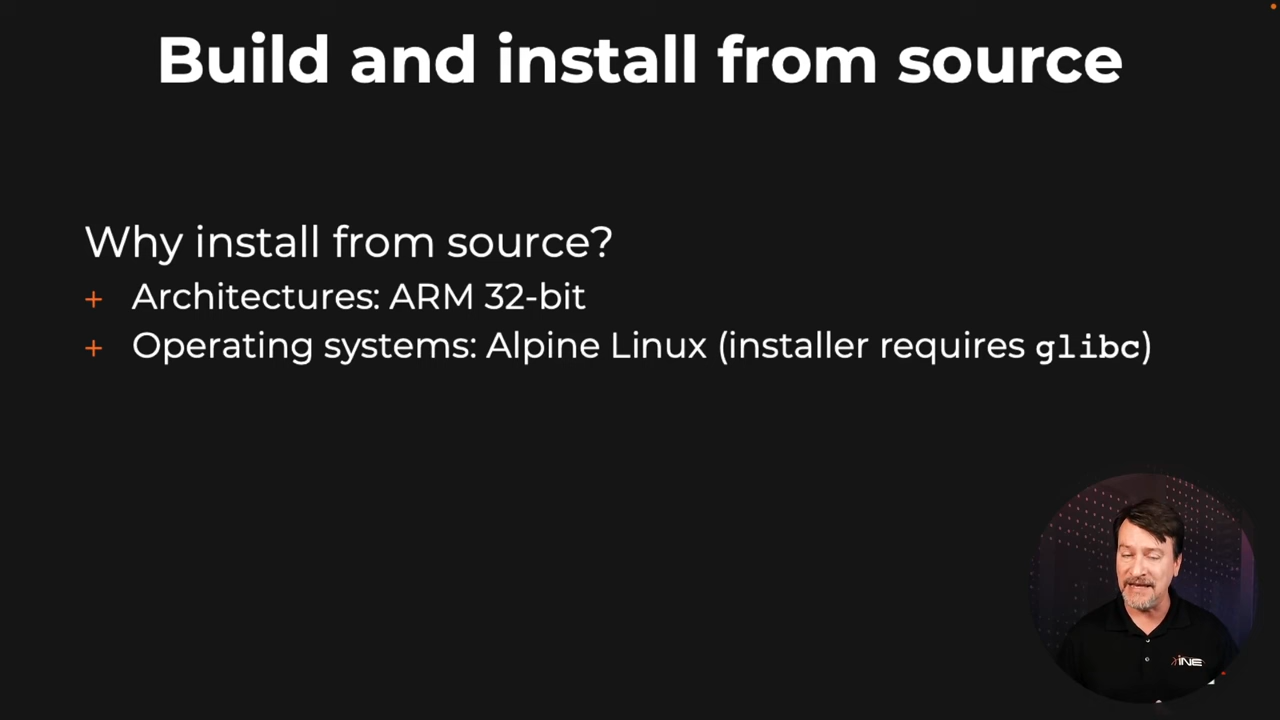 Build and install from source
Why install from source?
+ Architectures: ARM 32-bit
+ Operating systems: Alpine Linux (installer requires glibc)
INE